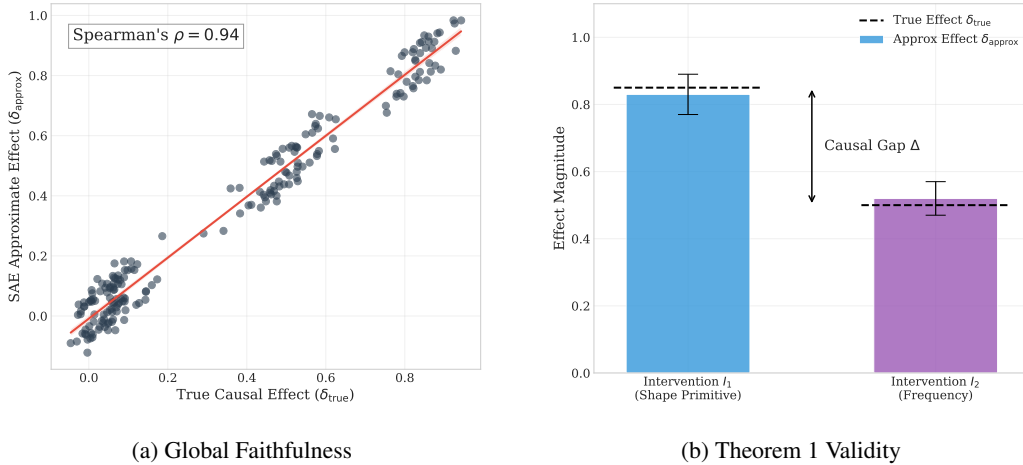 Spearman's ρ = 0.94
SAE Approximate Effect (δapprox)
1.0
0.8
0.6
0.4
0.2
0.0
0.0 0.2 0.4 0.6 0.8
True Causal Effect (δtrue)
(a) Global Faithfulness
True Effect δtrue
Approx Effect δapprox
Effect Magnitude
1.0
0.8
0.6
0.4
0.2
0.0
Causal Gap Δ
Intervention I1
(Shape Primitive)
Intervention I2
(Frequency)
(b) Theorem 1 Validity